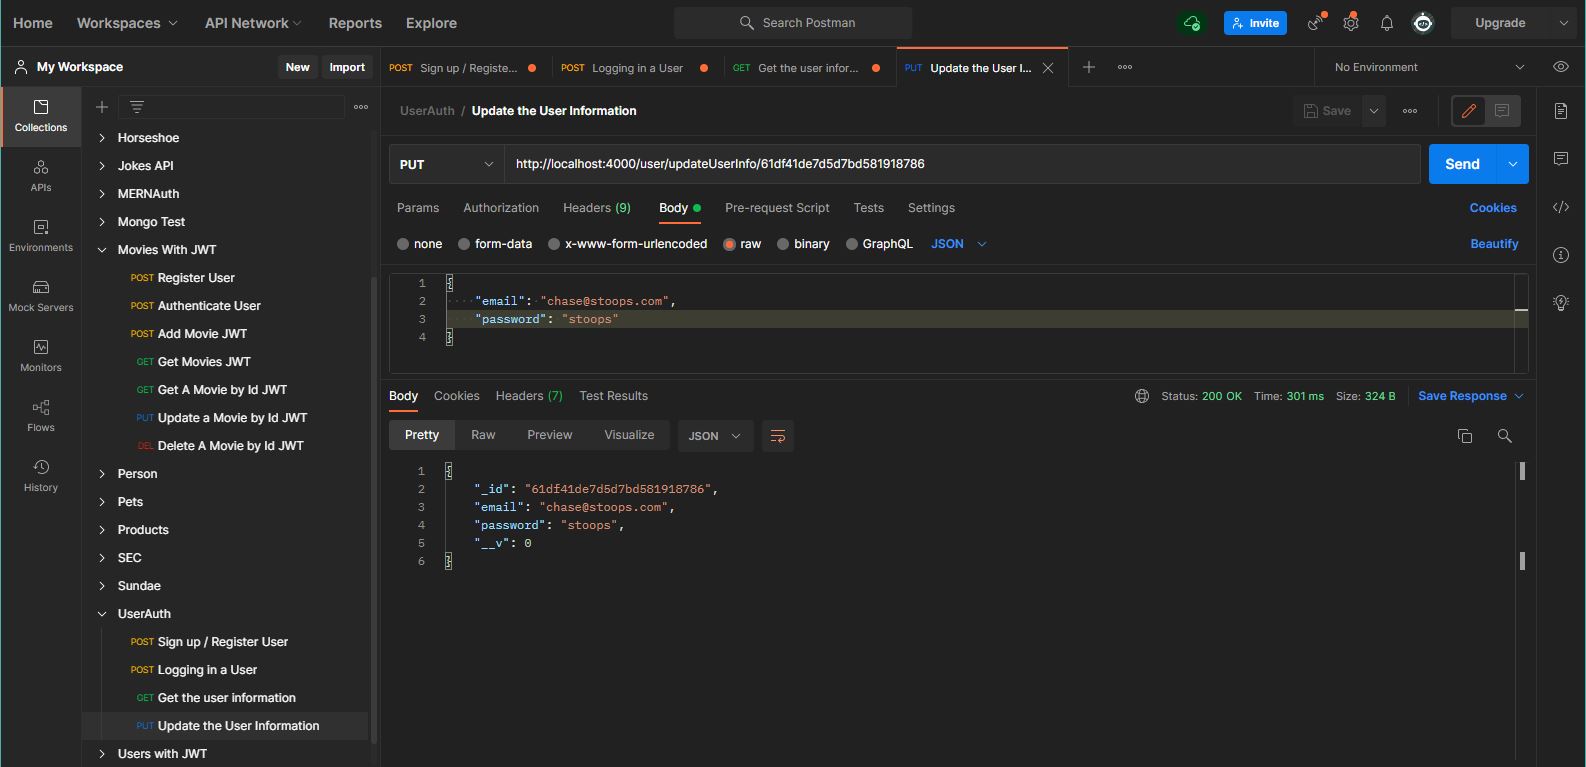 Home Workspaces API Network Reports Explore Search Postman Invite Upgrade
My Workspace New Import
POST Sign up / Registe... POST Logging in a User GET Get the user infor... PUT Update the User I... No Environment
Collections
APIs
Environments
Mock Servers
Monitors
Flows
History
Horseshoe
Jokes API
MERNAuth
Mongo Test
Movies With JWT
POST Register User
POST Authenticate User
POST Add Movie JWT
GET Get Movies JWT
GET Get A Movie by Id JWT
PUT Update a Movie by Id JWT
DEL Delete A Movie by Id JWT
Person
Pets
Products
SEC
Sundae
UserAuth
POST Sign up / Register User
POST Logging in a User
GET Get the user information
PUT Update the User Information
Users with JWT
UserAuth / Update the User Information Save
PUT http://localhost:4000/user/updateUserInfo/61df41de7d5d7bd581918786 Send
Params Authorization Headers (9) Body Pre-request Script Tests Settings Cookies
none form-data x-www-form-urlencoded raw binary GraphQL JSON Beautify
1 {
2 ····"email":·"chase@stoops.com",
3 ····"password": "stoops"
4 }
Body Cookies Headers (7) Test Results Status: 200 OK Time: 301 ms Size: 324 B Save Response
Pretty Raw Preview Visualize JSON
1 {
2 "_id": "61df41de7d5d7bd581918786",
3 "email": "chase@stoops.com",
4 "password": "stoops",
5 "__v": 0
6 }